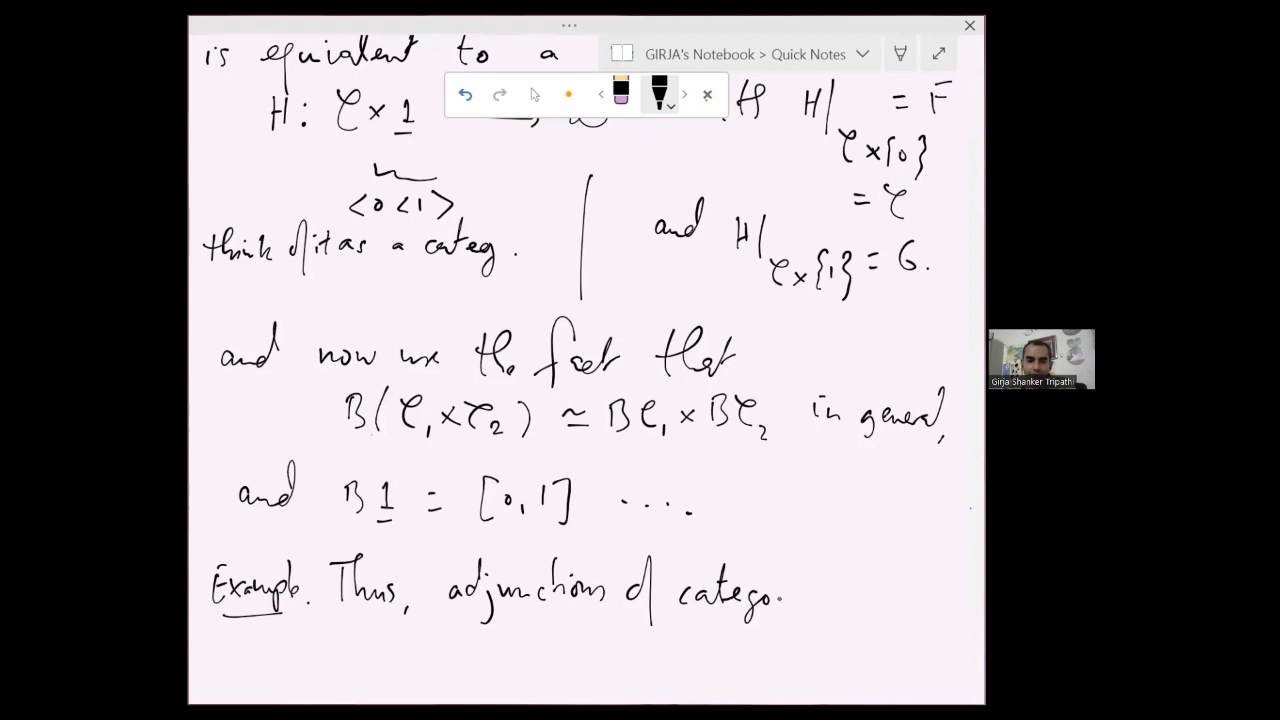 is equivalent to a
GIRJA's Notebook > Quick Notes
H: 𝒞 × 1 H| = F
𝒞×{0}
= 𝒞
<0<1>
and H|
𝒞×{1} = G.
think of it as a categ.
and now use the fact that
B(𝒞₁×𝒞₂) ≃ B𝒞₁ × B𝒞₂ in general,
and B1 = [0,1] ....
Example. Thus, adjunctions of catego.
Girja Shanker Tripathi